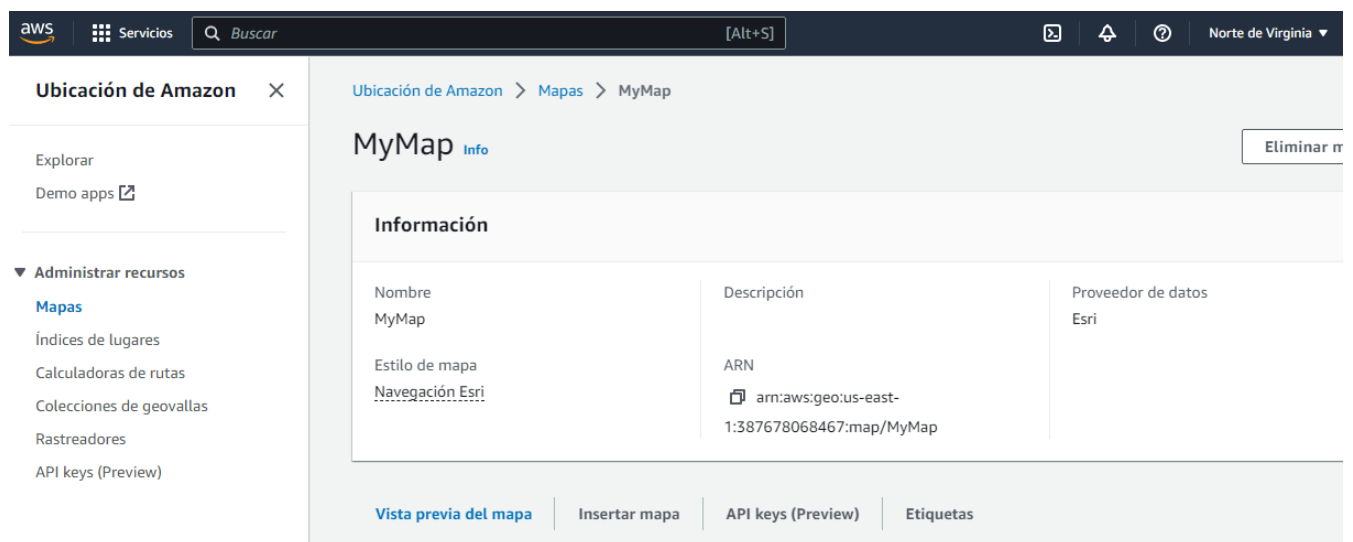 aws
Servicios
Buscar
[Alt+S]
Norte de Virginia
Ubicación de Amazon
Explorar
Demo apps
Administrar recursos
Mapas
Índices de lugares
Calculadoras de rutas
Colecciones de geovallas
Rastreadores
API keys (Preview)
Ubicación de Amazon > Mapas > MyMap
MyMap Info
Eliminar m
Información
Nombre
MyMap
Descripción
Proveedor de datos
Esri
Estilo de mapa
Navegación Esri
ARN
arn:aws:geo:us-east-
1:387678068467:map/MyMap
Vista previa del mapa
Insertar mapa
API keys (Preview)
Etiquetas